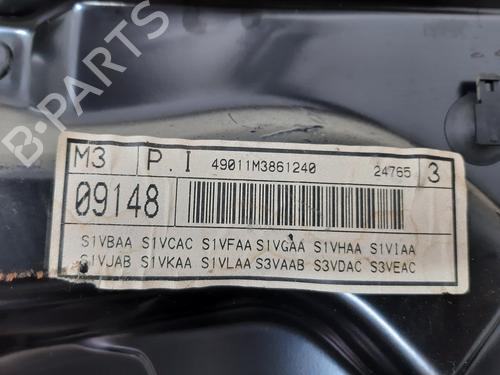 B-PARTS
M3 P.I 49011M3861240 24765 3
09148
S1VBAA S1VCAC S1VFAA S1VGAA S1VHAA S1VIAA
S1VJAB S1VKAA S1VLAA S3VAAB S3VDAC S3VEAC